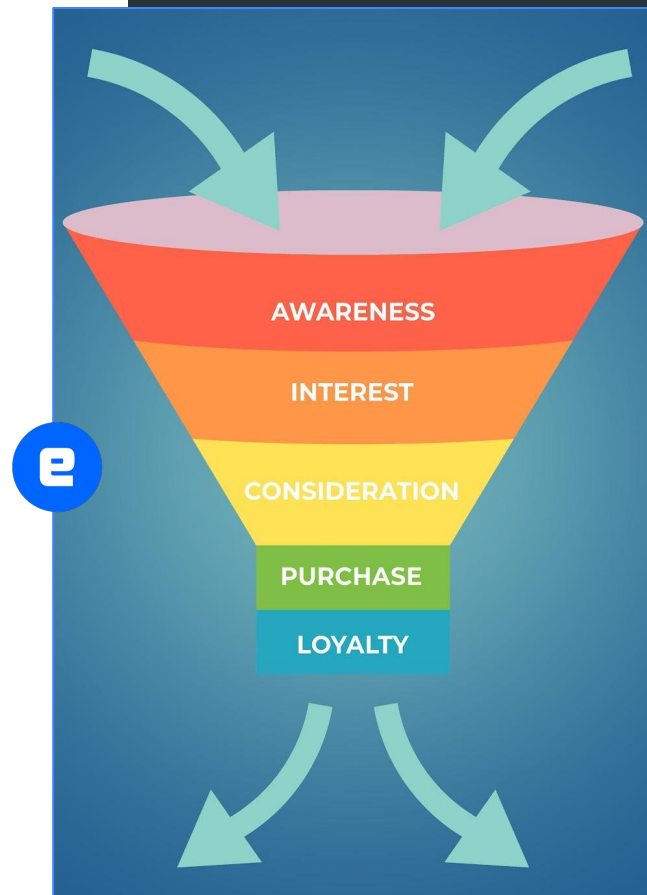 AWARENESS
INTEREST
e
CONSIDERATION
PURCHASE
LOYALTY